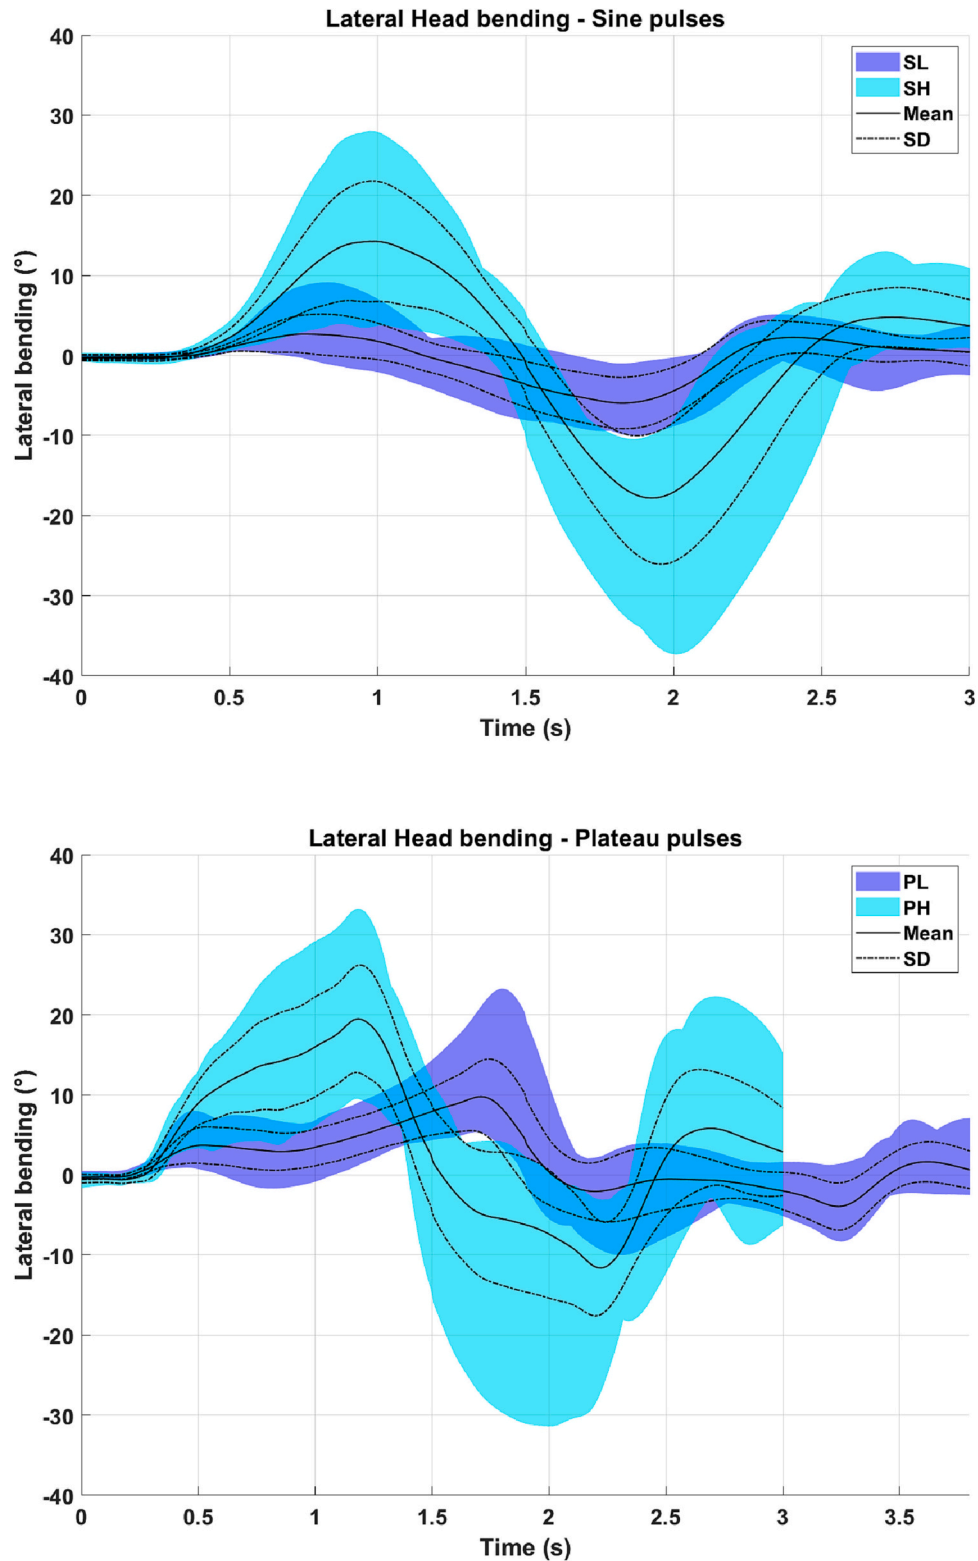 Lateral Head bending - Sine pulses
40
30
20
10
0
-10
-20
-30
-40
Lateral bending (°)
SL
SH
Mean
SD
0 0.5 1 1.5 2 2.5 3
Time (s)
Lateral Head bending - Plateau pulses
40
30
20
10
0
-10
-20
-30
-40
Lateral bending (°)
PL
PH
Mean
SD
0 0.5 1 1.5 2 2.5 3 3.5
Time (s)